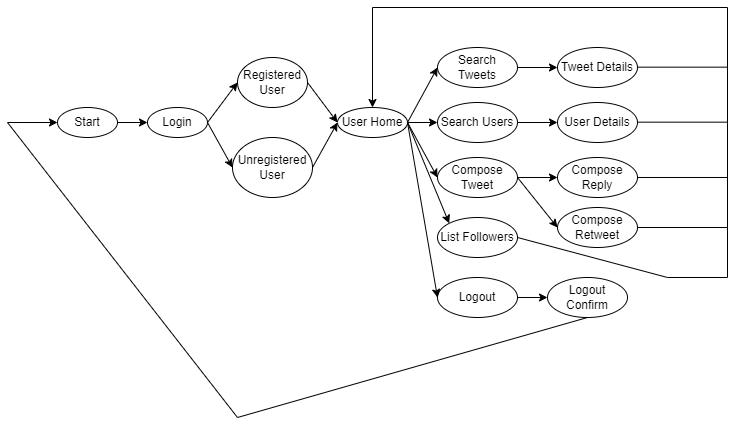 Start
Login
Registered
User
Unregistered
User
User Home
Search
Tweets
Tweet Details
Search Users
User Details
Compose
Tweet
Compose
Reply
Compose
Retweet
List Followers
Logout
Logout
Confirm